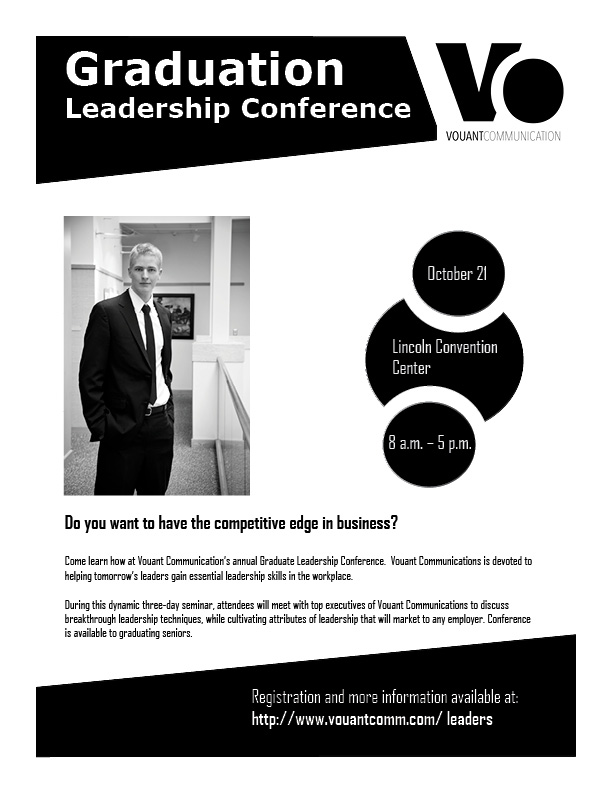 Graduation
Leadership Conference
VO
VOUANTCOMMUNICATION
October 21
Lincoln Convention
Center
8 a.m. – 5 p.m.
Do you want to have the competitive edge in business?
Come learn how at Vouant Communication's annual Graduate Leadership Conference. Vouant Communications is devoted to
helping tomorrow's leaders gain essential leadership skills in the workplace.
During this dynamic three-day seminar, attendees will meet with top executives of Vouant Communications to discuss
breakthrough leadership techniques, while cultivating attributes of leadership that will market to any employer. Conference
is available to graduating seniors.
Registration and more information available at:
http://www.vouantcomm.com/ leaders